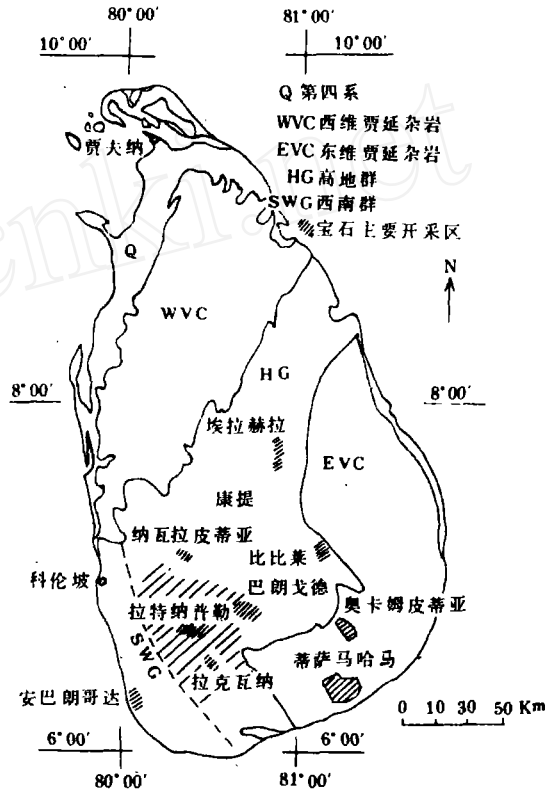 80°00′ 81°00′
10°00′ 10°00′
Q 第四系
WVC 西维贾延杂岩
EVC 东维贾延杂岩
HG 高地群
SWG 西南群
宝石主要开采区
贾夫纳
N
Q
WVC
HG
8°00′ 8°00′
埃拉赫拉
EVC
康提
纳瓦拉皮蒂亚
比比莱
科伦坡
巴朗戈德
奥卡姆皮蒂亚
拉特纳普勒
SWG
蒂萨马哈马
拉克瓦纳
安巴朗哥达
0 10 30 50 Km
6°00′ 6°00′
80°00′ 81°00′